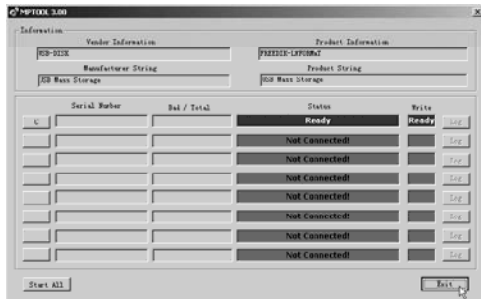 MPTOOL 3.00
Information
Vendor Information Product Information
USB-DISK FREEDIK-LNFORMaT
Manufacturer String Product String
USB Mass Storage USB Mass Storage
Serial Number Bad / Total Status Write
G Ready Ready Log
Not Connected! Log
Not Connected! Log
Not Connected! Log
Not Connected! Log
Not Connected! Log
Not Connected! Log
Not Connected! Log
Start All Exit